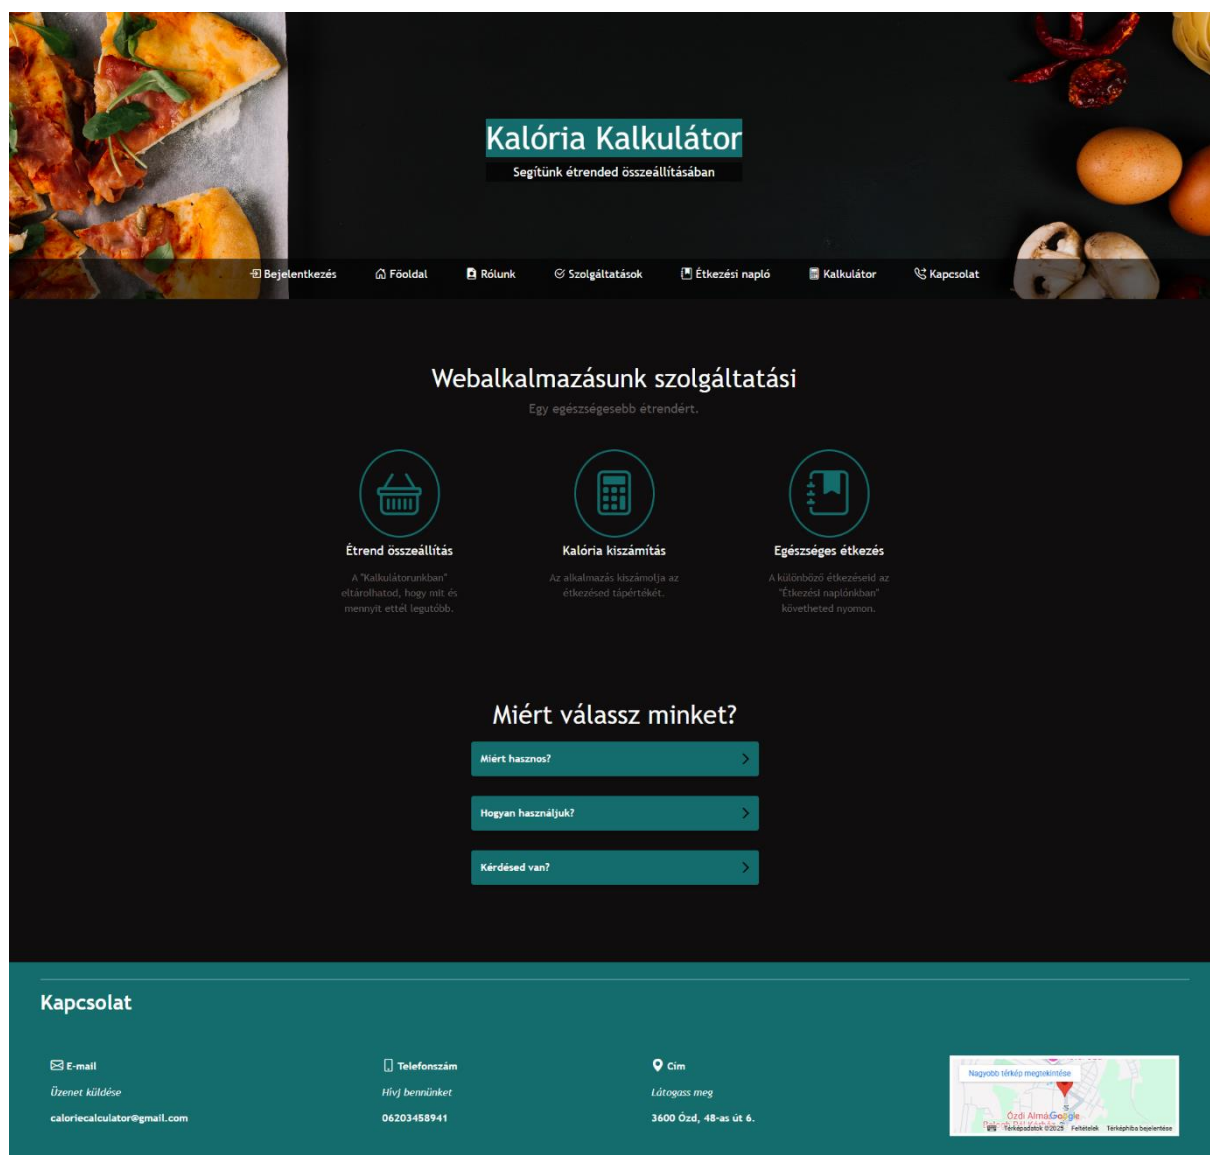 Kalória Kalkulátor
Segítünk étrended összeállításában
Bejelentkezés Főoldal Rólunk Szolgáltatások Étkezési napló Kalkulátor Kapcsolat
Webalkalmazásunk szolgáltatási
Egy egészségesebb étrendért.
Étrend összeállítás
A "Kalkulátorunkban"
eltárolhatod, hogy mit és
mennyit ettél legutóbb.
Kalória kiszámítás
Az alkalmazás kiszámolja az
étkezésed tápértékét.
Egészséges étkezés
A különböző étkezéseid az
"Étkezési naplónkban"
követheted nyomon.
Miért válassz minket?
Miért hasznos?
Hogyan használjuk?
Kérdésed van?
Kapcsolat
E-mail
Üzenet küldése
caloriecalculator@gmail.com
Telefonszám
Hívj bennünket
06203458941
Cím
Látogass meg
3600 Ózd, 48-as út 6.
Nagyobb térkép megtekintése
Ózdi Almá
Google
Térképadatok ©2025 Feltételek Térképhiba bejelentése